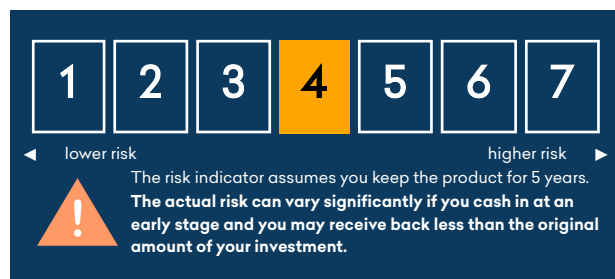 1 2 3 4 5 6 7
◄ lower risk higher risk ►
The risk indicator assumes you keep the product for 5 years.
The actual risk can vary significantly if you cash in at an
early stage and you may receive back less than the original
amount of your investment.
!